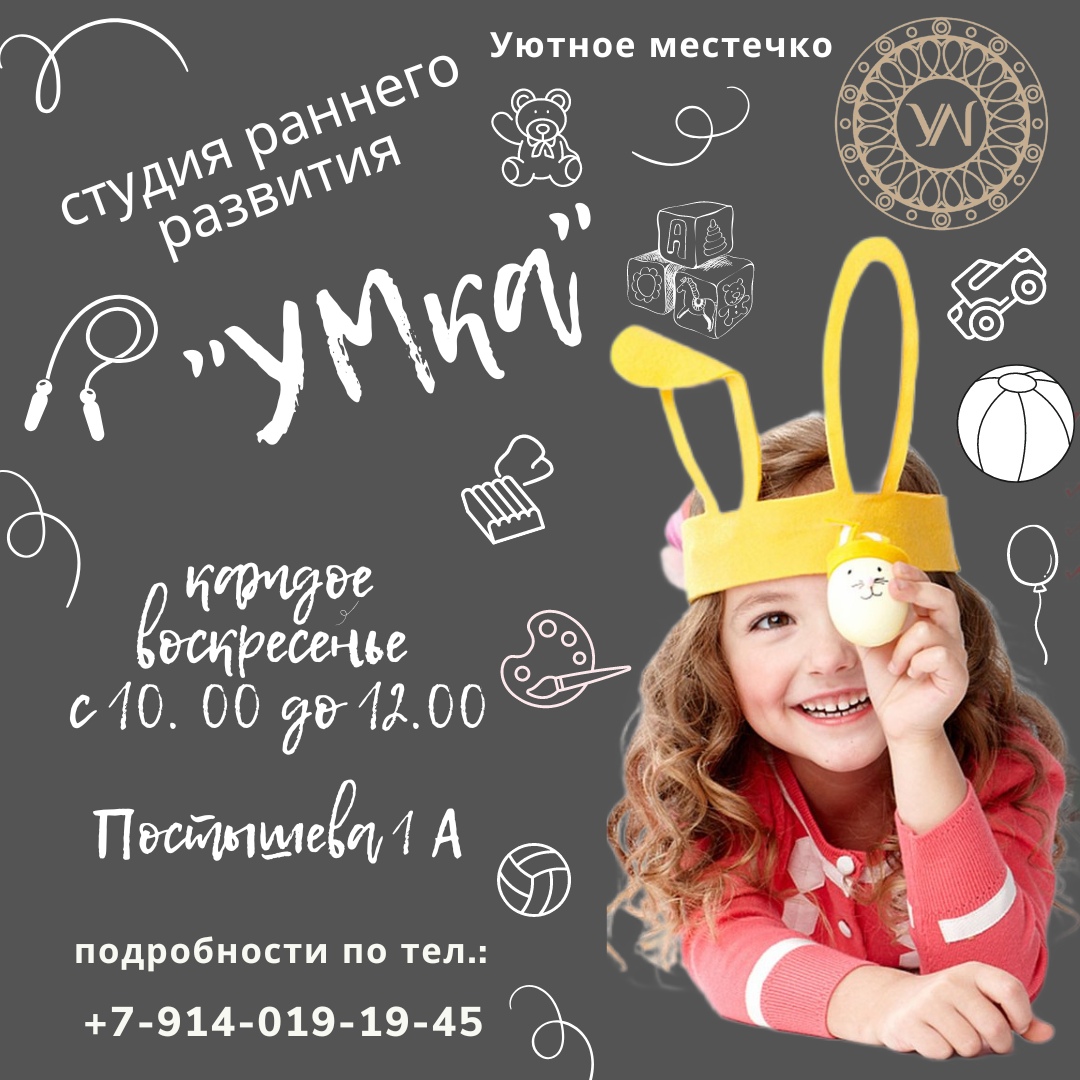 Уютное местечко
УМ
студия раннего
развития
"УМка"
А
каждое
воскресенье
с 10. 00 до 12.00
Постышева 1 А
подробности по тел.:
+7-914-019-19-45